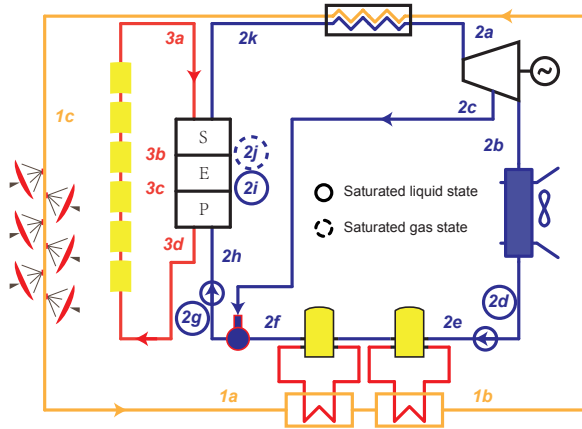 3a
2k
2a
1c
2c
S
2b
3b
2j
E
3c
2i
Saturated liquid state
P
Saturated gas state
3d
2h
2g
2f
2e
2d
1a
1b
~